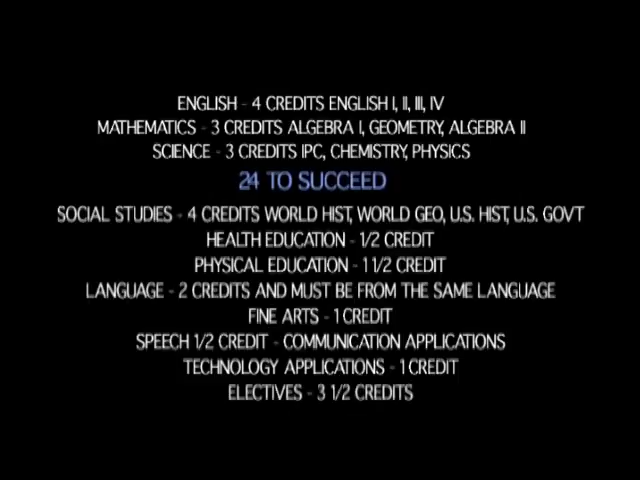 ENGLISH - 4 CREDITS ENGLISH I, II, III, IV
MATHEMATICS - 3 CREDITS ALGEBRA I, GEOMETRY, ALGEBRA II
SCIENCE - 3 CREDITS IPC, CHEMISTRY, PHYSICS
24 TO SUCCEED
SOCIAL STUDIES - 4 CREDITS WORLD HIST, WORLD GEO, U.S. HIST, U.S. GOV'T
HEALTH EDUCATION - 1/2 CREDIT
PHYSICAL EDUCATION - 1 1/2 CREDIT
LANGUAGE - 2 CREDITS AND MUST BE FROM THE SAME LANGUAGE
FINE ARTS - 1 CREDIT
SPEECH 1/2 CREDIT - COMMUNICATION APPLICATIONS
TECHNOLOGY APPLICATIONS - 1 CREDIT
ELECTIVES - 3 1/2 CREDITS